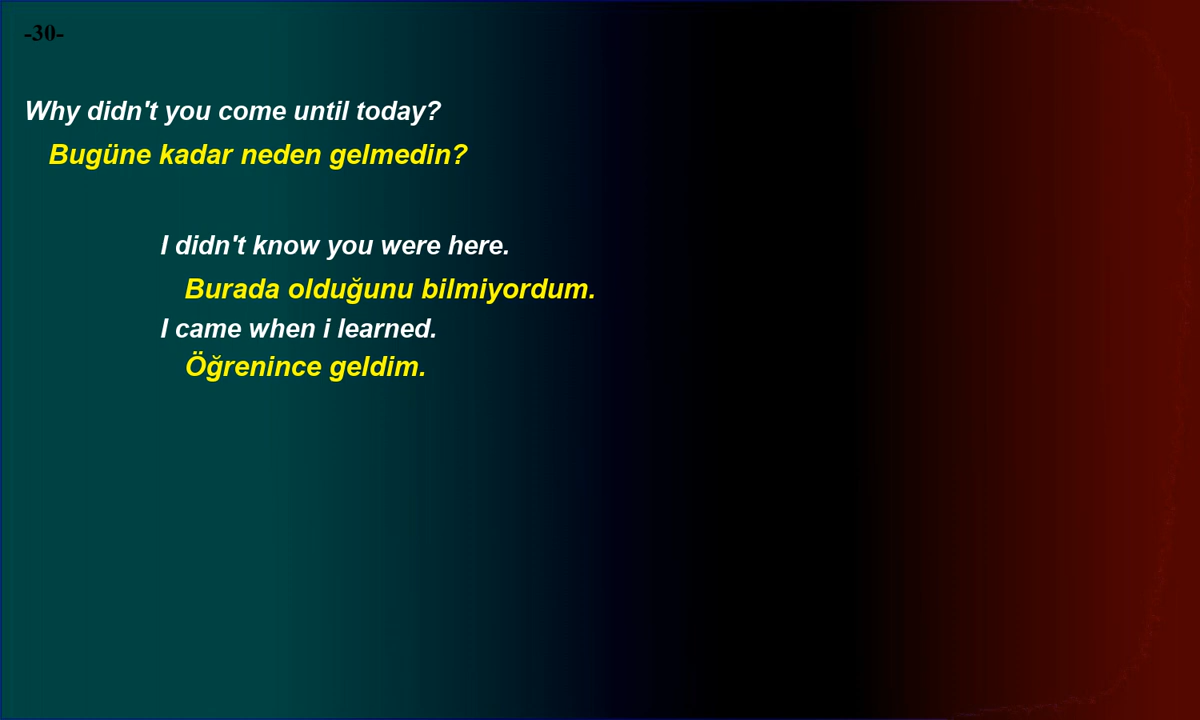 -30-
Why didn't you come until today?
Bugüne kadar neden gelmedin?
I didn't know you were here.
Burada olduğunu bilmiyordum.
I came when i learned.
Öğrenince geldim.